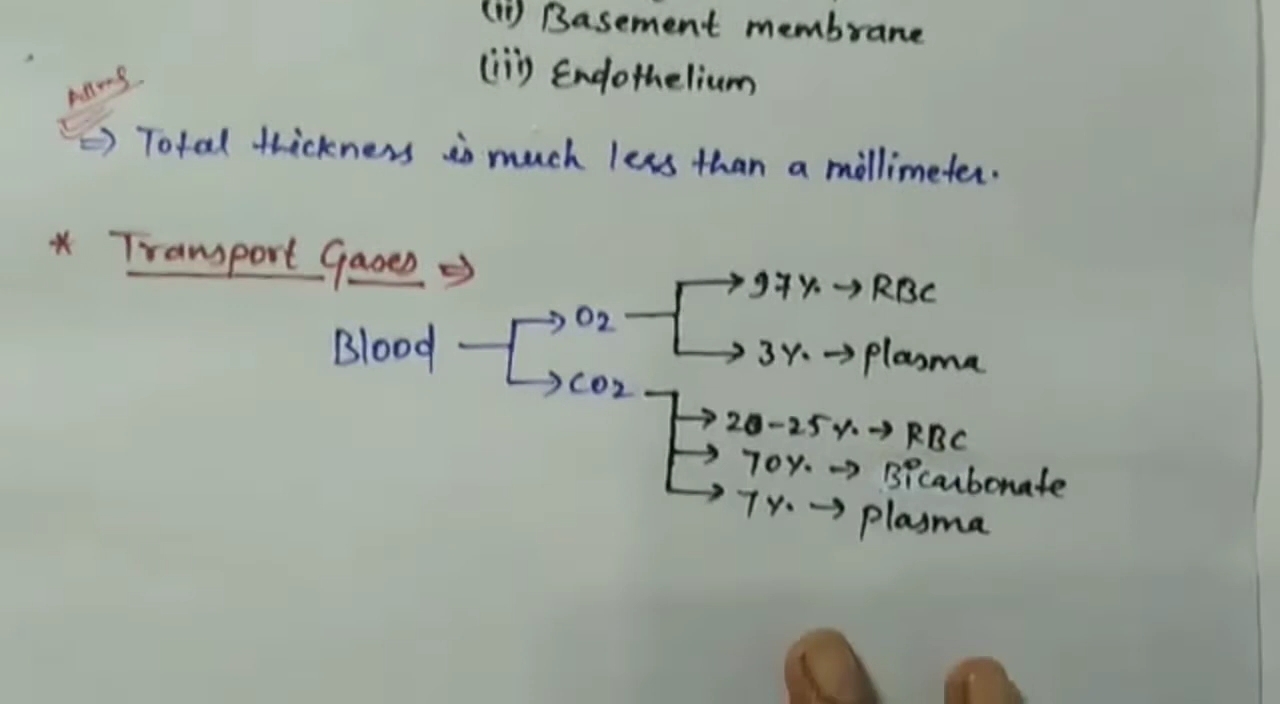 (ii) Basement membrane
(iii) Endothelium
⇒ Total thickness is much less than a millimeter.
* Transport Gases ⇒
Blood → O2 → 97% → RBC
→ 3% → plasma
→ CO2 → 20-25% → RBC
→ 70% → Bicarbonate
→ 7% → plasma